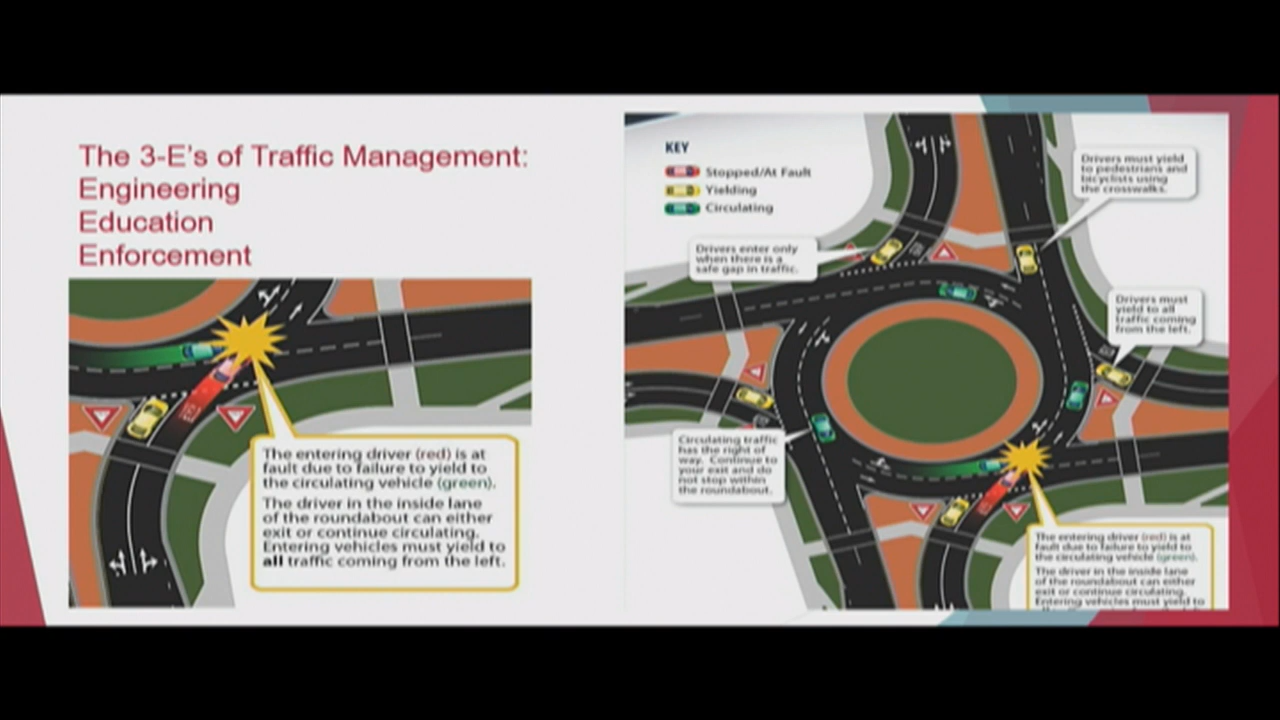 The 3-E's of Traffic Management:
Engineering
Education
Enforcement
The entering driver (red) is at
fault due to failure to yield to
the circulating vehicle (green).
The driver in the inside lane
of the roundabout can either
exit or continue circulating.
Entering vehicles must yield to
all traffic coming from the left.
KEY
Stopped/At Fault
Yielding
Circulating
Drivers must yield
to pedestrians and
bicyclists using
the crosswalks.
Drivers enter only
when there is a
safe gap in traffic.
Drivers must
yield to all
traffic coming
from the left.
Circulating traffic
has the right of
way. Continue to
your exit and do
not stop within
the roundabout.
The entering driver (red) is at
fault due to failure to yield to
the circulating vehicle (green).
The driver in the inside lane
of the roundabout can either
exit or continue circulating.
Entering vehicles must yield to